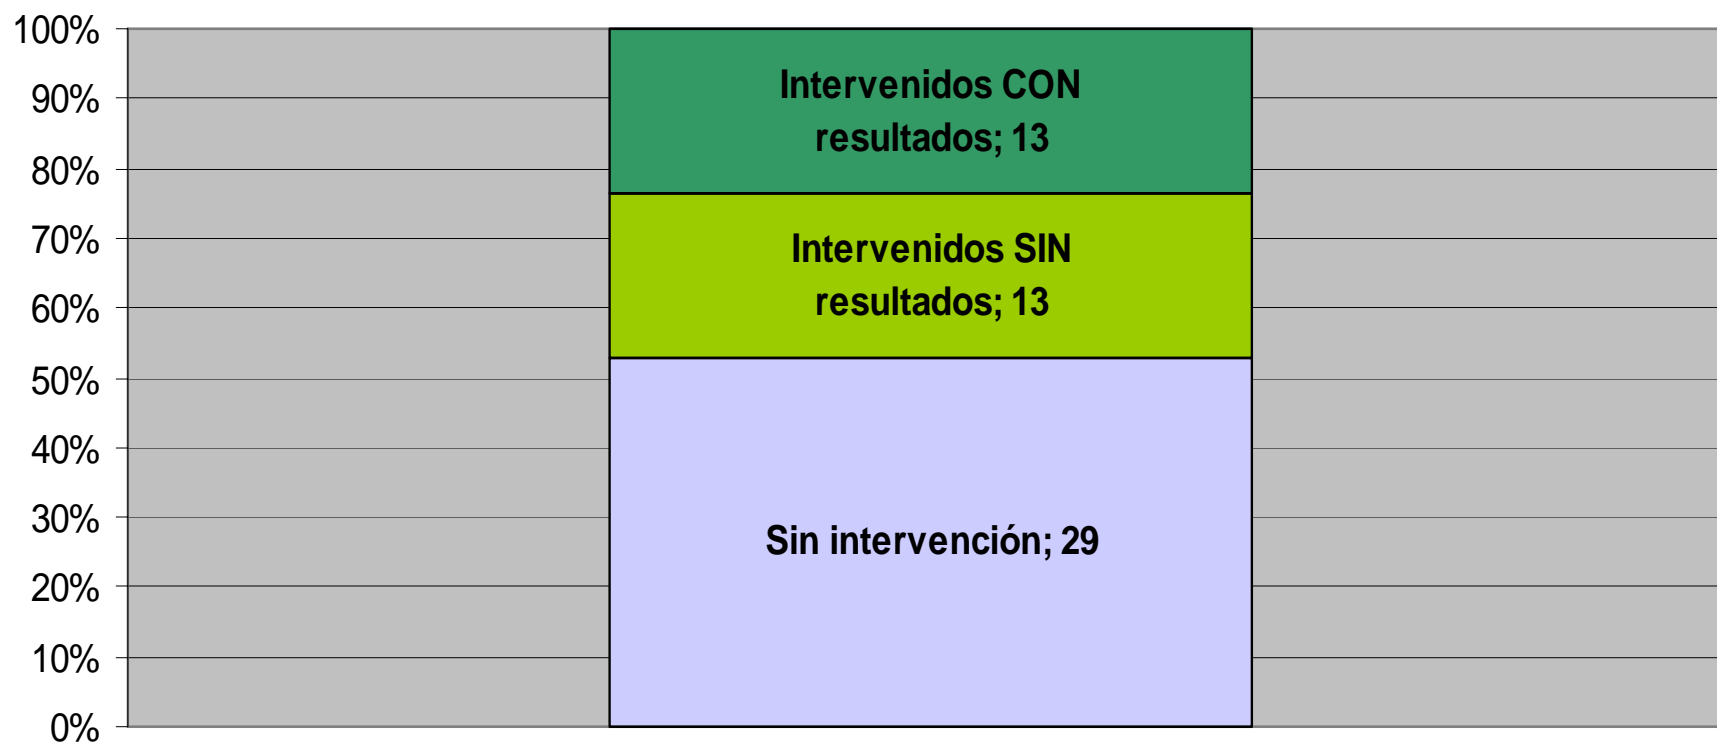 100%
90%
80%
70%
60%
50%
40%
30%
20%
10%
0%
Intervenidos CON
resultados; 13
Intervenidos SIN
resultados; 13
Sin intervención; 29